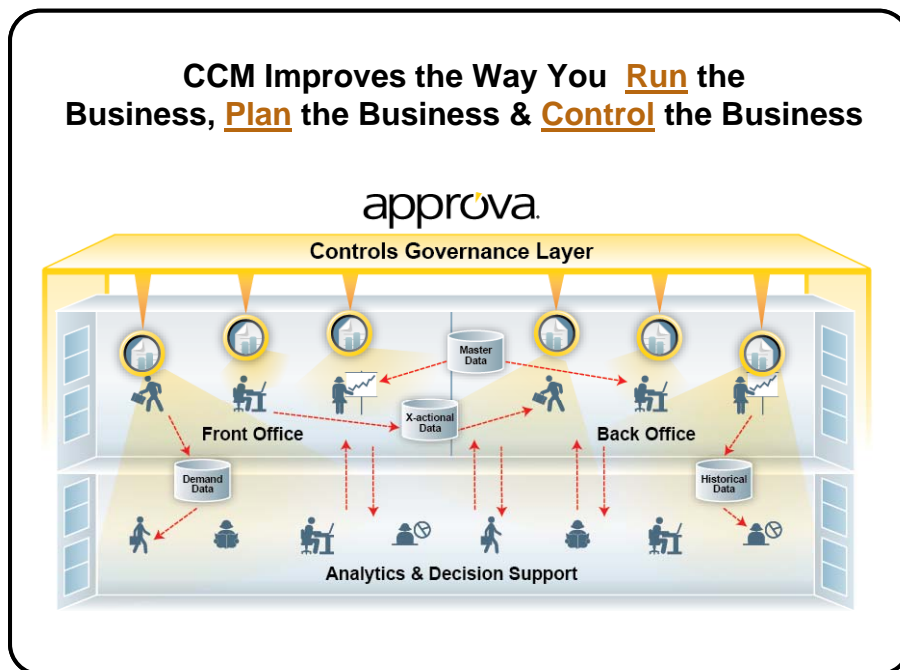 CCM Improves the Way You Run the
Business, Plan the Business & Control the Business
approva.
Controls Governance Layer
Master
Data
X-actional
Data
Front Office
Back Office
Demand
Data
Historical
Data
Analytics & Decision Support